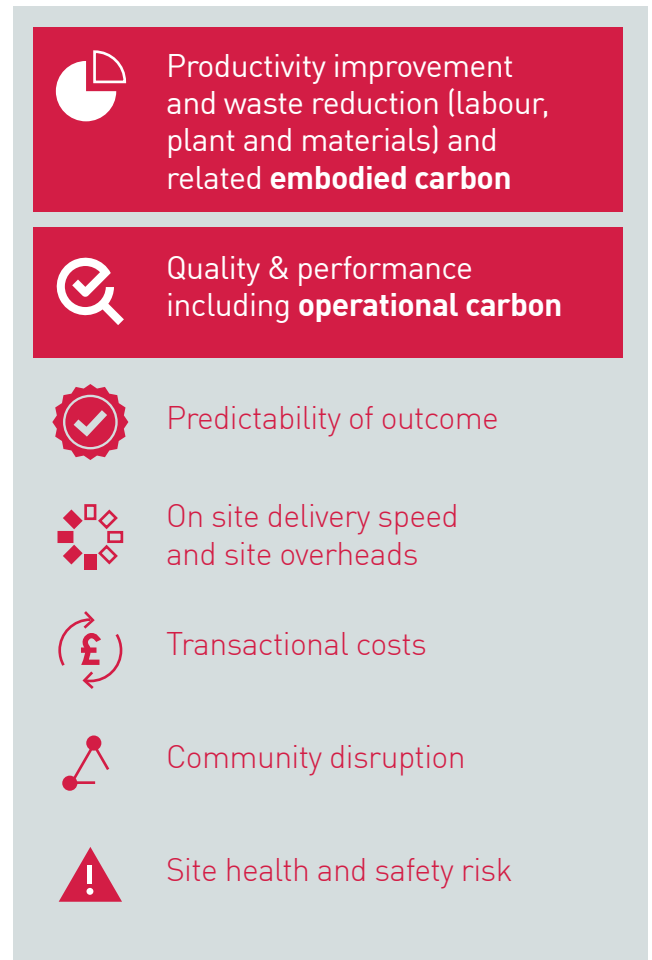 Productivity improvement
and waste reduction (labour,
plant and materials) and
related embodied carbon
Quality & performance
including operational carbon
Predictability of outcome
On site delivery speed
and site overheads
£
Transactional costs
Community disruption
!
Site health and safety risk